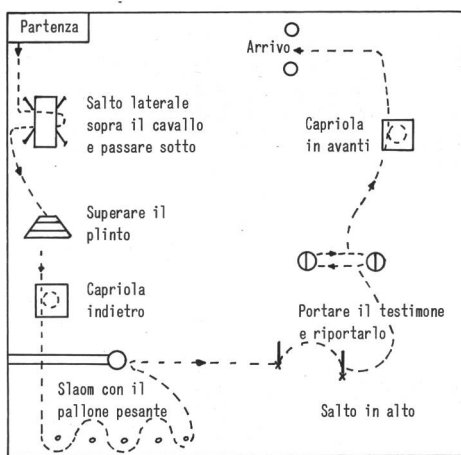 Partenza
Arrivo
Salto laterale
sopra il cavallo
e passare sotto
Capriola
in avanti
Superare il
plinto
Capriola
indietro
Portare il testimone
e riportarlo
Slaom con il
pallone pesante
Salto in alto